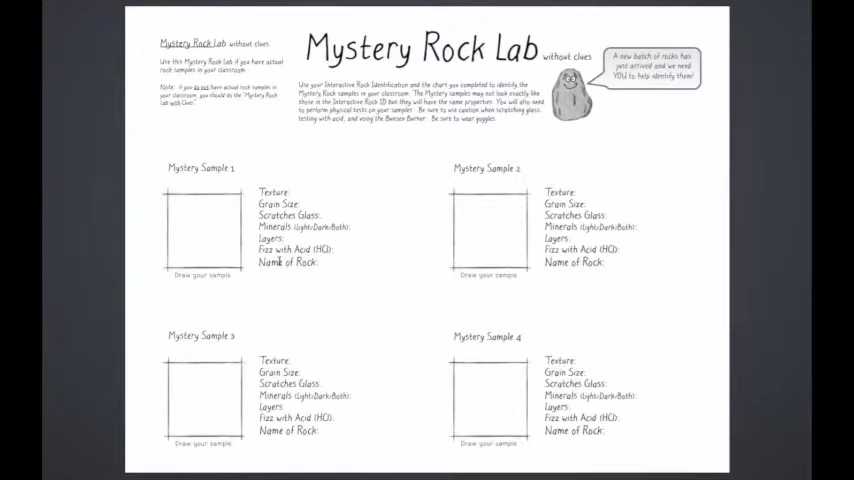 Mystery Rock Lab without clues
Use this Mystery Rock Lab if you have actual
rock samples in your classroom.
Note: if you do not have actual rock samples in
your classroom, you should do the "Mystery Rock
Lab with Clues."
Mystery Rock Lab without clues
Use your Interactive Rock Identification and the chart you completed to identify the
Mystery Rock samples in your classroom. The Mystery samples may not look exactly like
those in the Interactive Rock ID but they will have the same properties. You will also need
to perform physical tests on your samples. Be sure to use caution when scratching glass,
testing with acid, and using the Bunsen Burner. Be sure to wear goggles.
A new batch of rocks has
just arrived and we need
YOU to help identify them!
Mystery Sample 1
Texture:
Grain Size:
Scratches Glass:
Minerals (Light/Dark/Both):
Layers:
Fizz with Acid (HCl):
Name of Rock:
Draw your sample
Mystery Sample 2
Texture:
Grain Size:
Scratches Glass:
Minerals (Light/Dark/Both):
Layers:
Fizz with Acid (HCl):
Name of Rock:
Draw your sample
Mystery Sample 3
Texture:
Grain Size:
Scratches Glass:
Minerals (Light/Dark/Both):
Layers:
Fizz with Acid (HCl):
Name of Rock:
Draw your sample
Mystery Sample 4
Texture:
Grain Size:
Scratches Glass:
Minerals (Light/Dark/Both):
Layers:
Fizz with Acid (HCl):
Name of Rock:
Draw your sample